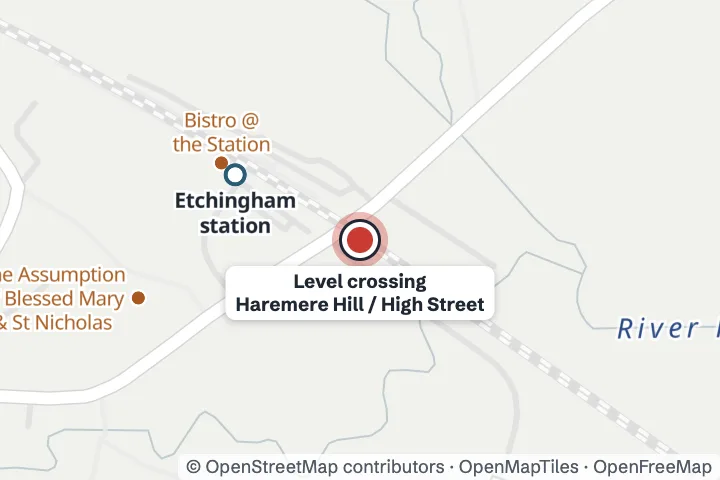 Bistro @
the Station
Etchingham
station
Level crossing
Haremere Hill / High Street
Assumption
Blessed Mary
& St Nicholas
River
© OpenStreetMap contributors · OpenMapTiles · OpenFreeMap